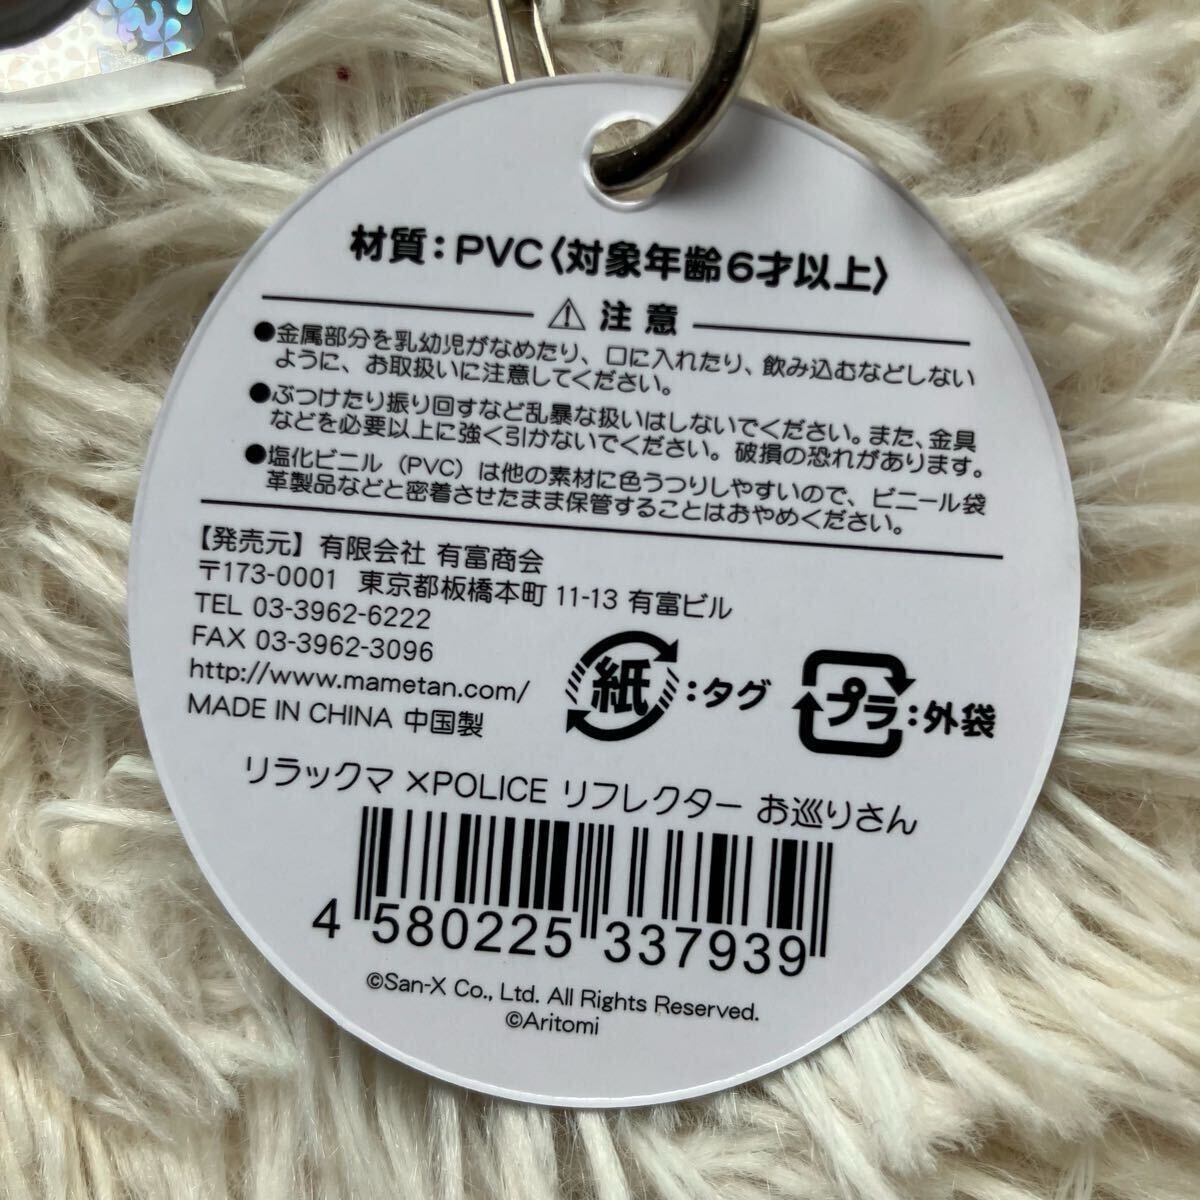 材質：PVC〈対象年齢6才以上〉
⚠ 注意
●金属部分を乳幼児がなめたり、口に入れたり、飲み込むなどしない
ように、お取扱いに注意してください。
●ぶつけたり振り回すなど乱暴な扱いはしないでください。また、金具
などを必要以上に強く引かないでください。破損の恐れがあります。
●塩化ビニル（PVC）は他の素材に色うつりしやすいので、ビニール袋
革製品などと密着させたまま保管することはおやめください。
【発売元】有限会社 有富商会
〒173-0001 東京都板橋本町 11-13 有富ビル
TEL 03-3962-6222
FAX 03-3962-3096
http://www.mametan.com/
MADE IN CHINA 中国製
紙：タグ
プラ：外袋
リラックマ×POLICE リフレクター お巡りさん
4 580225 337939
©San-X Co., Ltd. All Rights Reserved.
©Aritomi